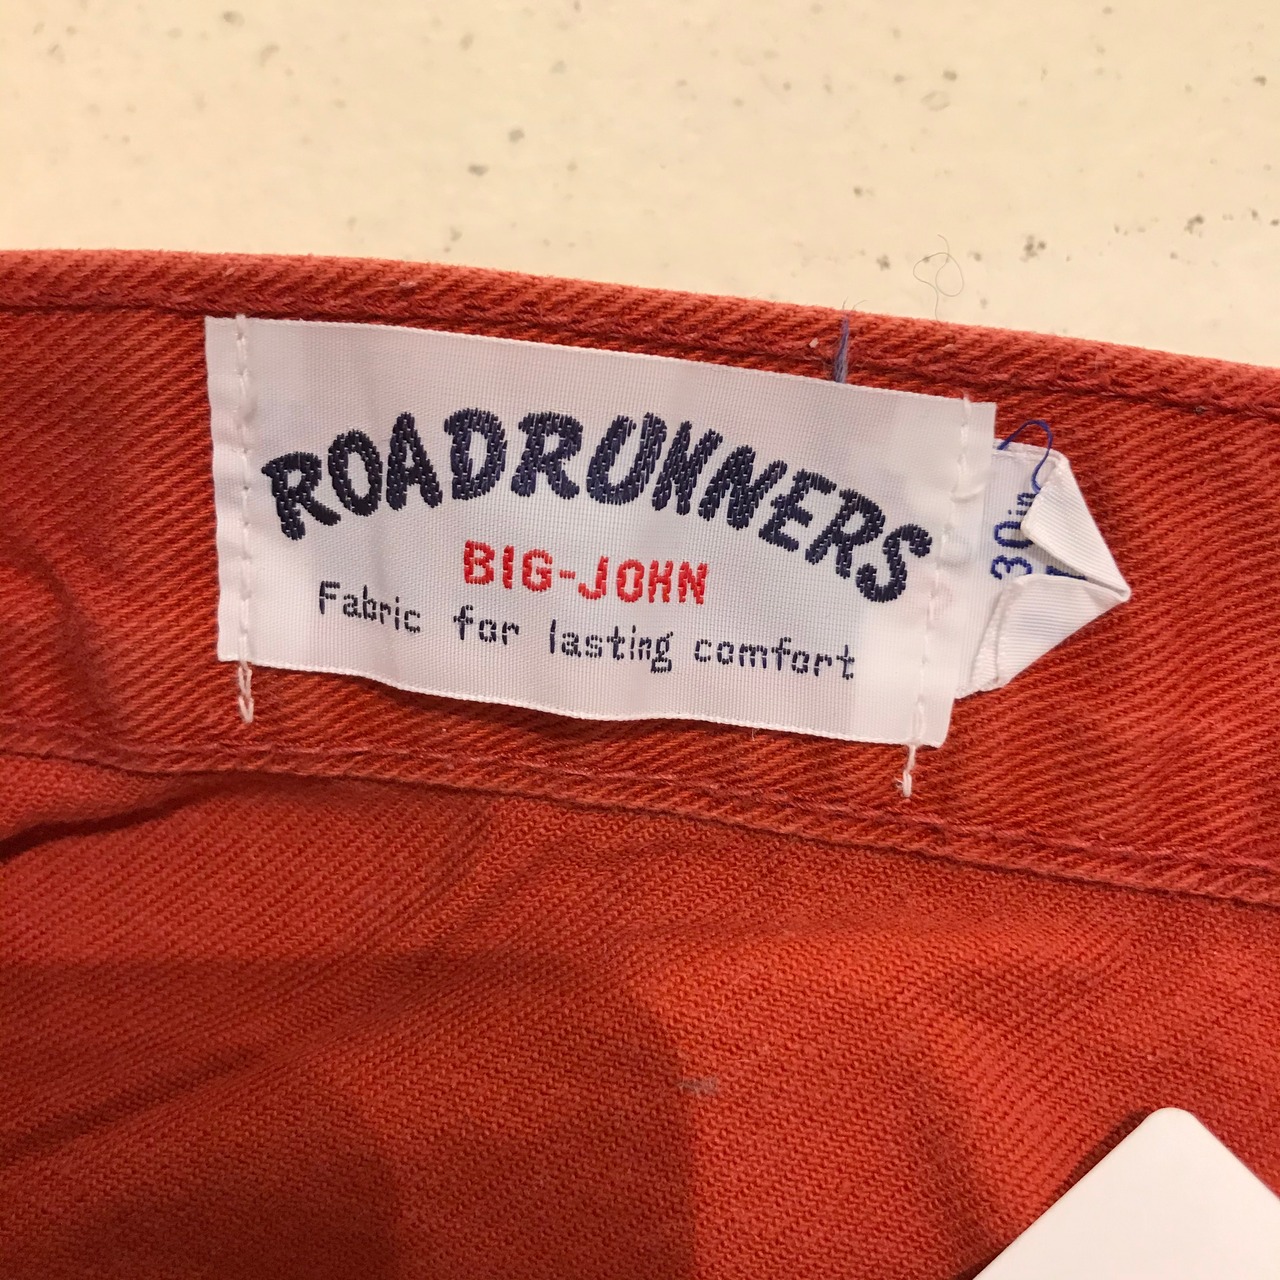 ROADRUNNERS
BIG-JOHN
Fabric for lasting comfort
30in